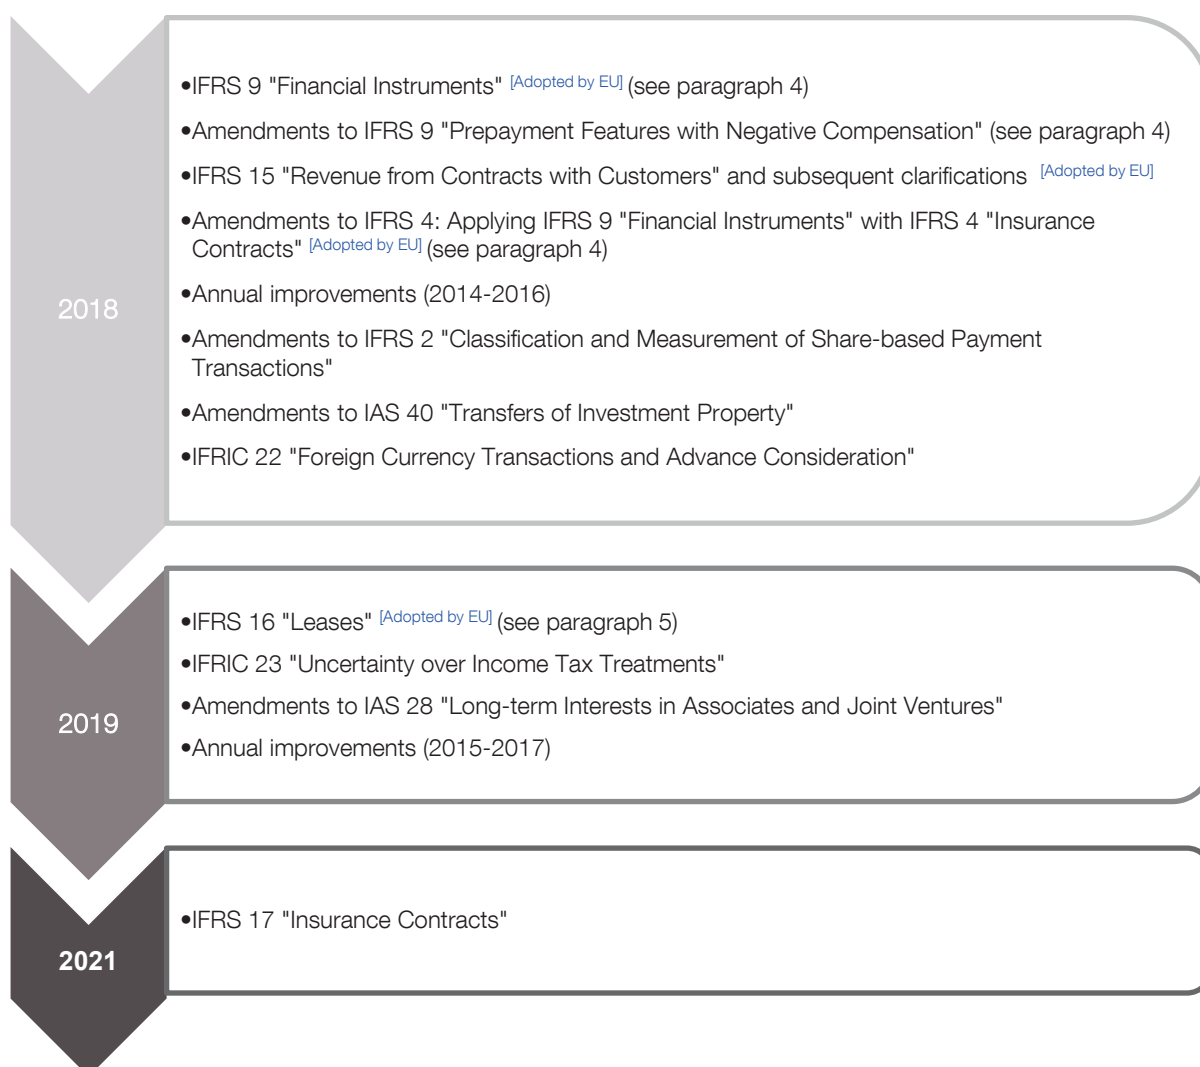 •IFRS 9 "Financial Instruments" [Adopted by EU] (see paragraph 4)
•Amendments to IFRS 9 "Prepayment Features with Negative Compensation" (see paragraph 4)
•IFRS 15 "Revenue from Contracts with Customers" and subsequent clarifications [Adopted by EU]
•Amendments to IFRS 4: Applying IFRS 9 "Financial Instruments" with IFRS 4 "Insurance
Contracts" [Adopted by EU] (see paragraph 4)
2018
•Annual improvements (2014-2016)
•Amendments to IFRS 2 "Classification and Measurement of Share-based Payment
Transactions"
•Amendments to IAS 40 "Transfers of Investment Property"
•IFRIC 22 "Foreign Currency Transactions and Advance Consideration"
•IFRS 16 "Leases" [Adopted by EU] (see paragraph 5)
•IFRIC 23 "Uncertainty over Income Tax Treatments"
•Amendments to IAS 28 "Long-term Interests in Associates and Joint Ventures"
2019
•Annual improvements (2015-2017)
•IFRS 17 "Insurance Contracts"
2021